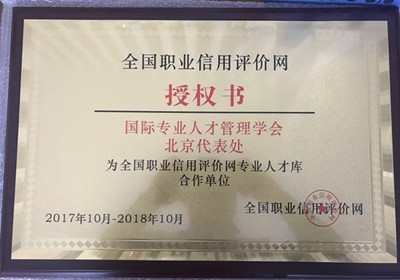 全国职业信用评价网
授权书
国际专业人才管理学会
北京代表处
为全国职业信用评价网专业人才库
合作单位
2017年10月-2018年10月
全国职业信用评价网